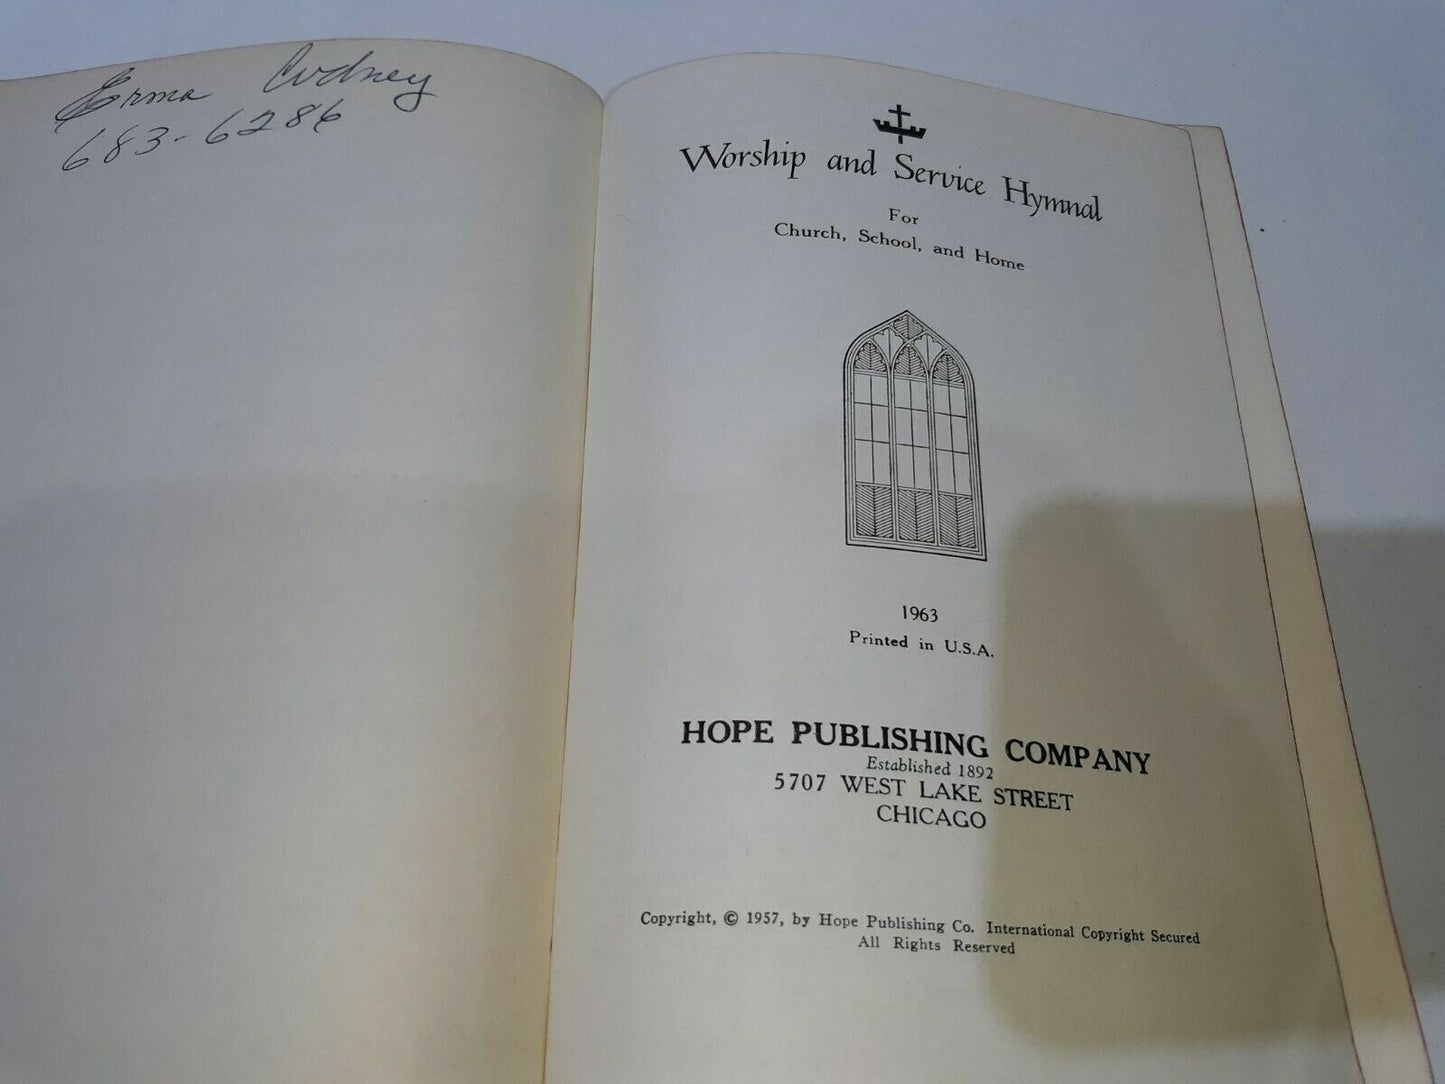 Erma Cudney
683-6286
Worship and Service Hymnal
For
Church, School, and Home
1963
Printed in U.S.A.
HOPE PUBLISHING COMPANY
Established 1892
5707 WEST LAKE STREET
CHICAGO
Copyright, © 1957, by Hope Publishing Co. International Copyright Secured
All Rights Reserved